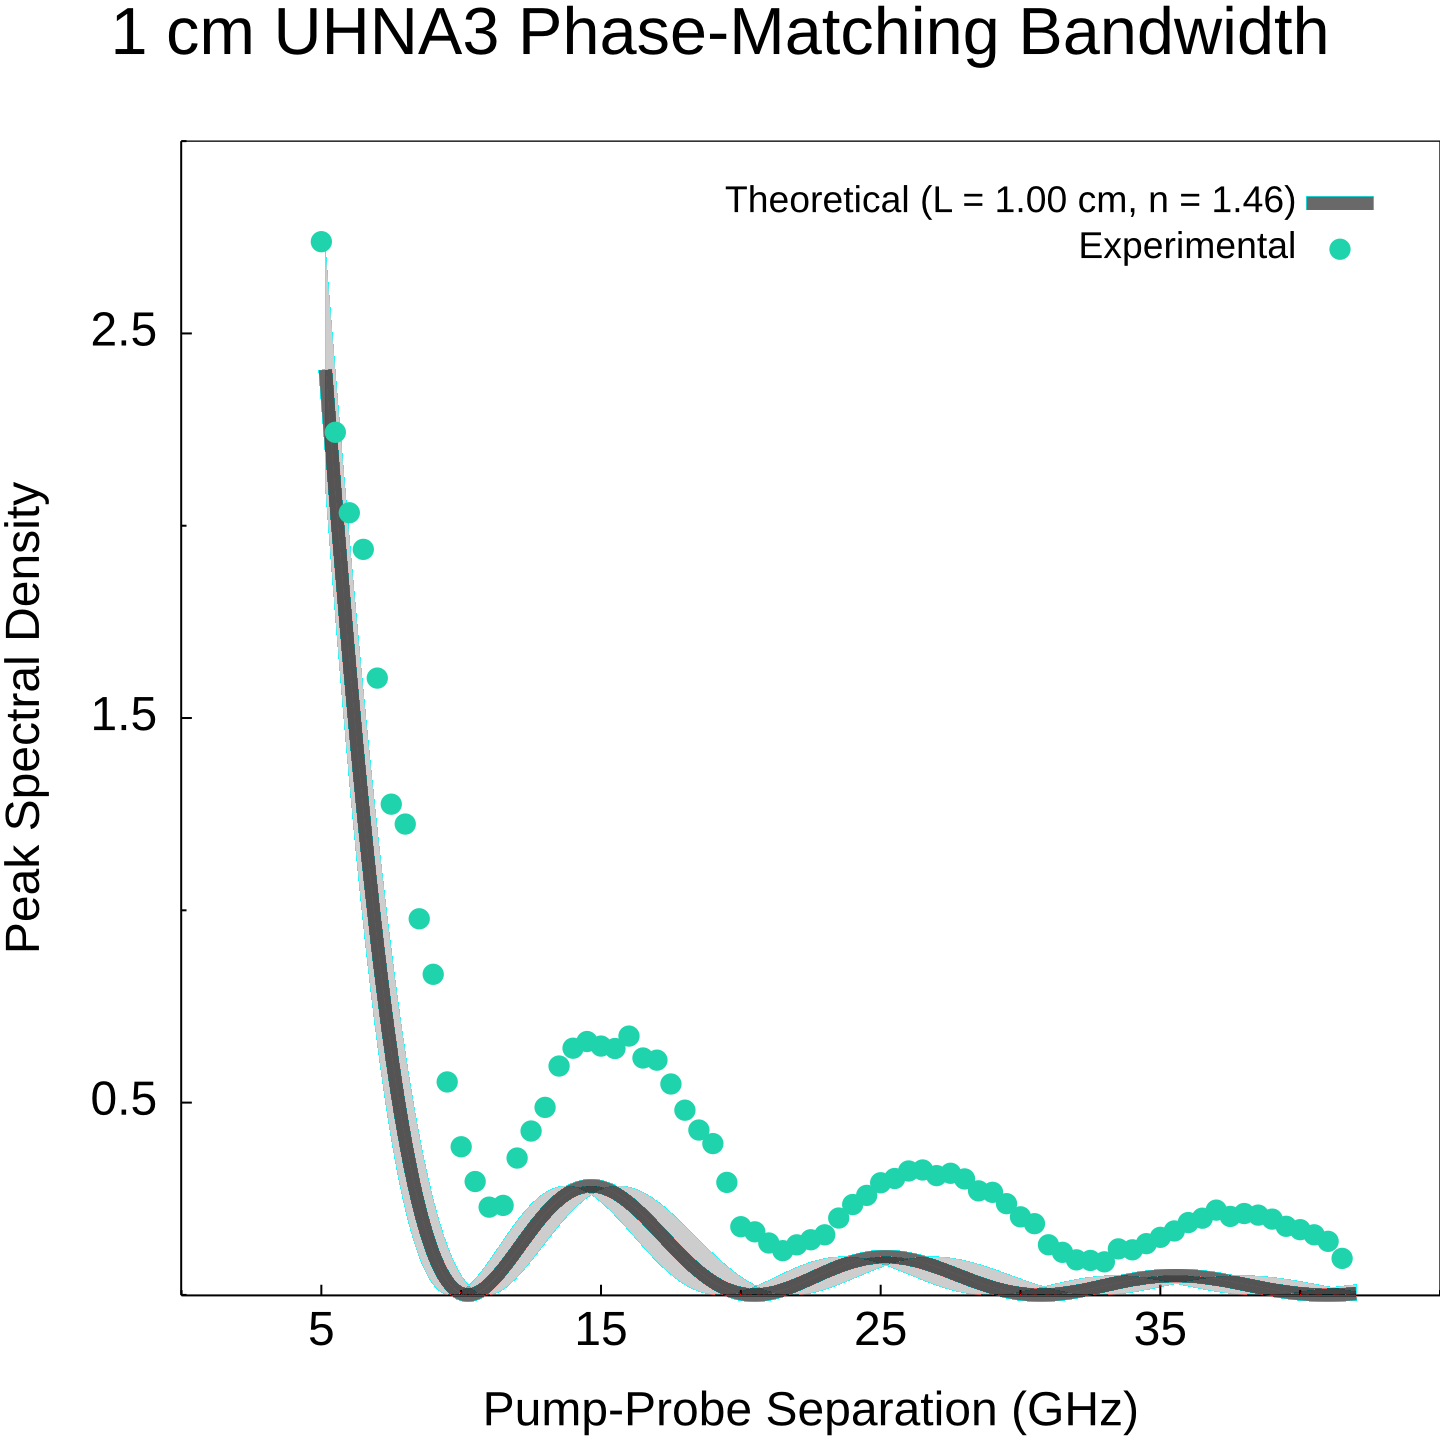 1 cm UHNA3 Phase-Matching Bandwidth
Theoretical (L = 1.00 cm, n = 1.46)
Experimental
Peak Spectral Density
2.5
1.5
0.5
5 15 25 35
Pump-Probe Separation (GHz)